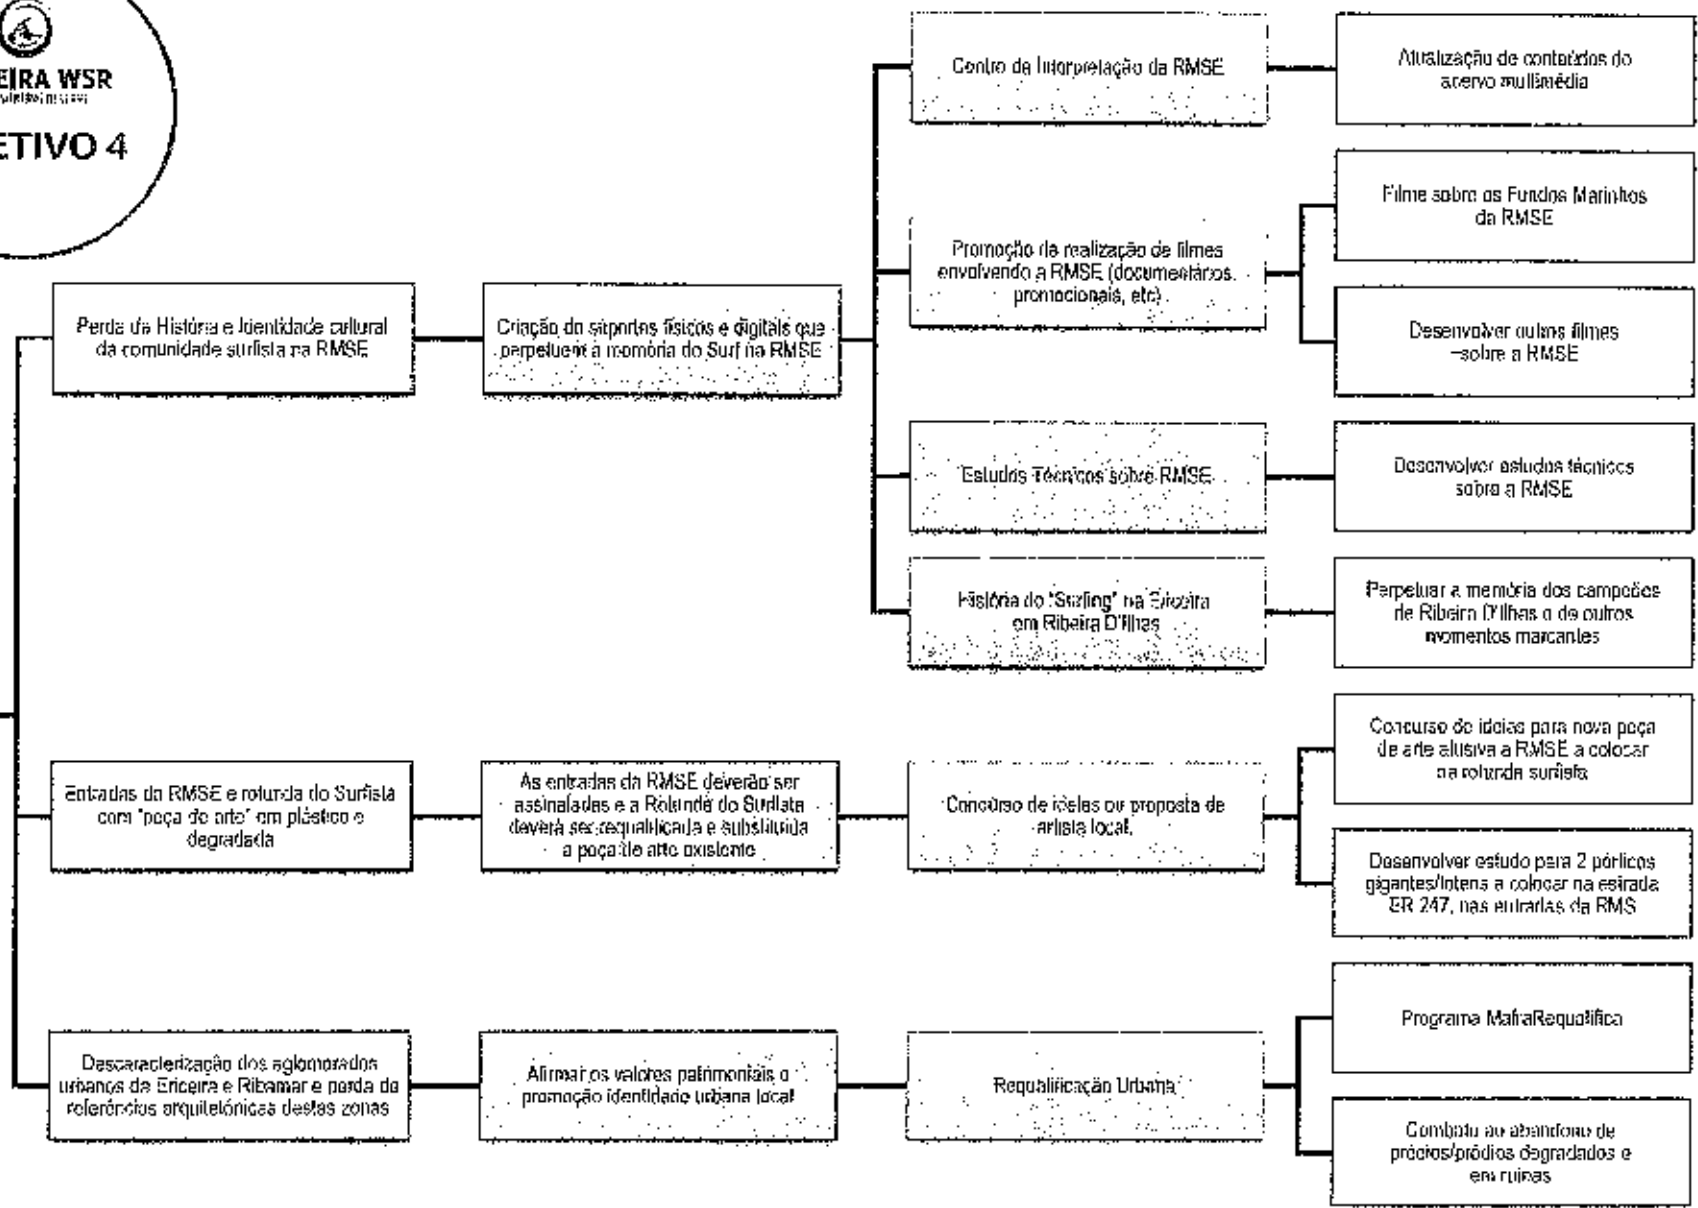 EIRA WSR
ETIVO 4
Perda da História e Identidade cultural
da comunidade surfista na RMSE
Criação de suportes físicos e digitais que
perpetuem a memória do Surf na RMSE
Centro de Interpretação da RMSE
Atualização de conteúdos do
acervo multimédia
Promoção da realização de filmes
envolvendo a RMSE (documentários,
promocionais, etc)
Filme sobre os Fundos Marinhos
da RMSE
Desenvolver outros filmes
sobre a RMSE
Estudos Técnicos sobre RMSE
Desenvolver estudos técnicos
sobre a RMSE
História do "Surfing" na Ericeira
em Ribeira D'Ilhas
Perpetuar a memória dos campeões
de Ribeira D'Ilhas e de outros
momentos marcantes
Entradas da RMSE e rotunda do Surfista
com "peça de arte" em plástico e
degradada
As entradas da RMSE deverão ser
assinaladas e a Rotunda do Surfista
deverá ser requalificada e substituída
a peça de arte existente
Concurso de ideias ou proposta de
artista local.
Concurso de ideias para nova peça
de arte alusiva a RMSE a colocar
na rotunda surfista
Desenvolver estudo para 2 pórticos
gigantes/totens a colocar na estrada
ER 247, nas entradas da RMS
Descaracterização dos aglomerados
urbanos da Ericeira e Ribamar e perda de
referências arquitetónicas destas zonas
Afirmar os valores patrimoniais e
promoção identidade urbana local
Requalificação Urbana
Programa MafraRequalifica
Combate ao abandono de
prédios/prédios degradados e
em ruínas